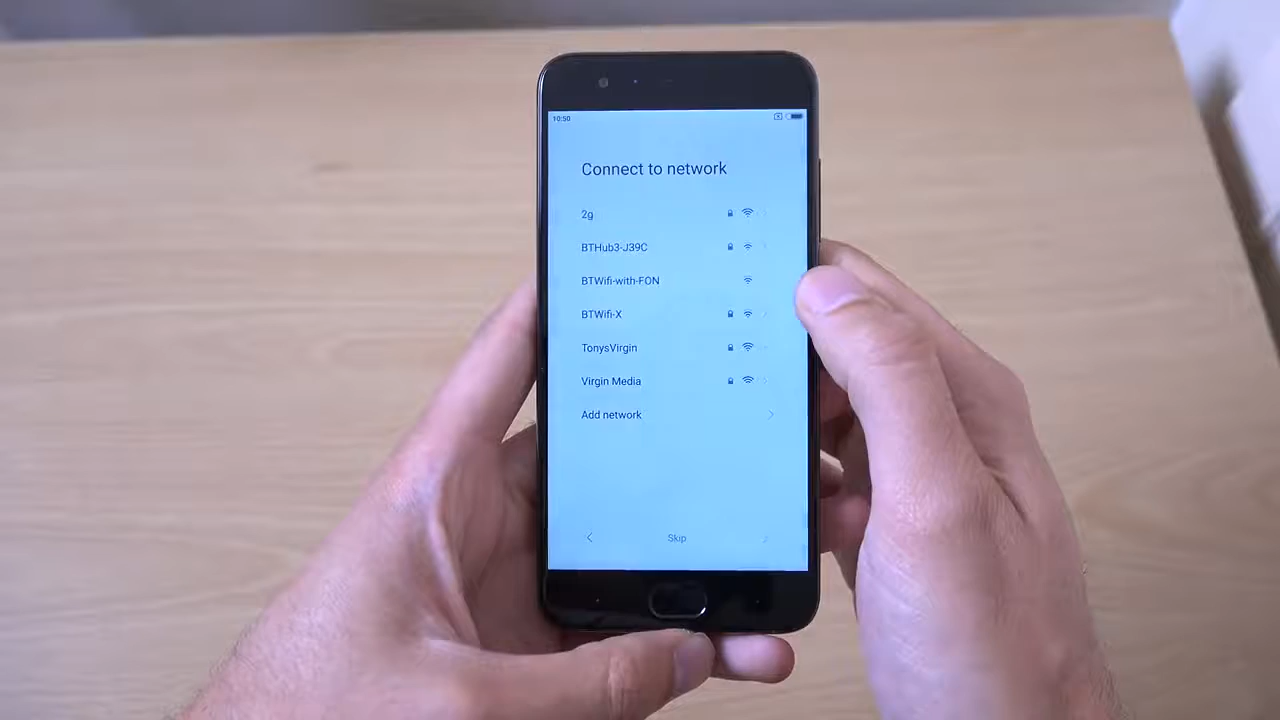 10:50
Connect to network
2g
BTHub3-J39C
BTWifi-with-FON
BTWifi-X
TonysVirgin
Virgin Media
Add network
Skip